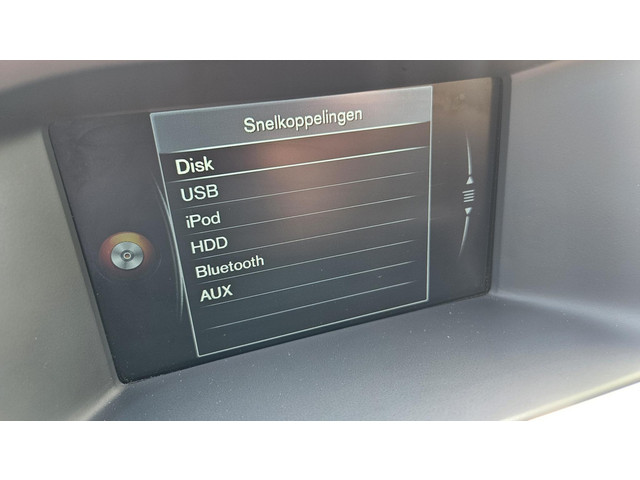 Snelkoppelingen
Disk
USB
iPod
HDD
Bluetooth
AUX